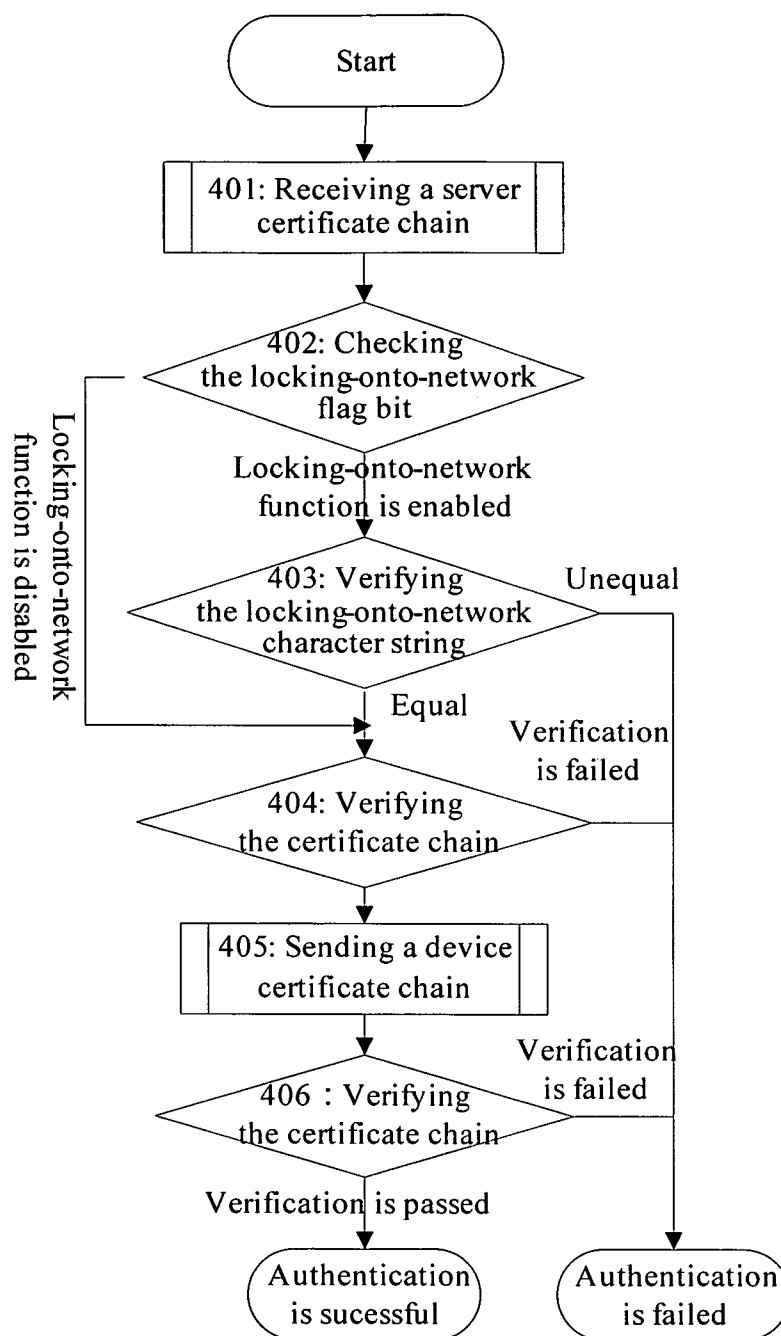 Start
401: Receiving a server
certificate chain
402: Checking
the locking-onto-network
flag bit
Locking-onto-network
function is disabled
Locking-onto-network
function is enabled
403: Verifying
the locking-onto-network
character string
Unequal
Equal
Verification
is failed
404: Verifying
the certificate chain
405: Sending a device
certificate chain
Verification
is failed
406 : Verifying
the certificate chain
Verification is passed
Authentication
is sucessful
Authentication
is failed